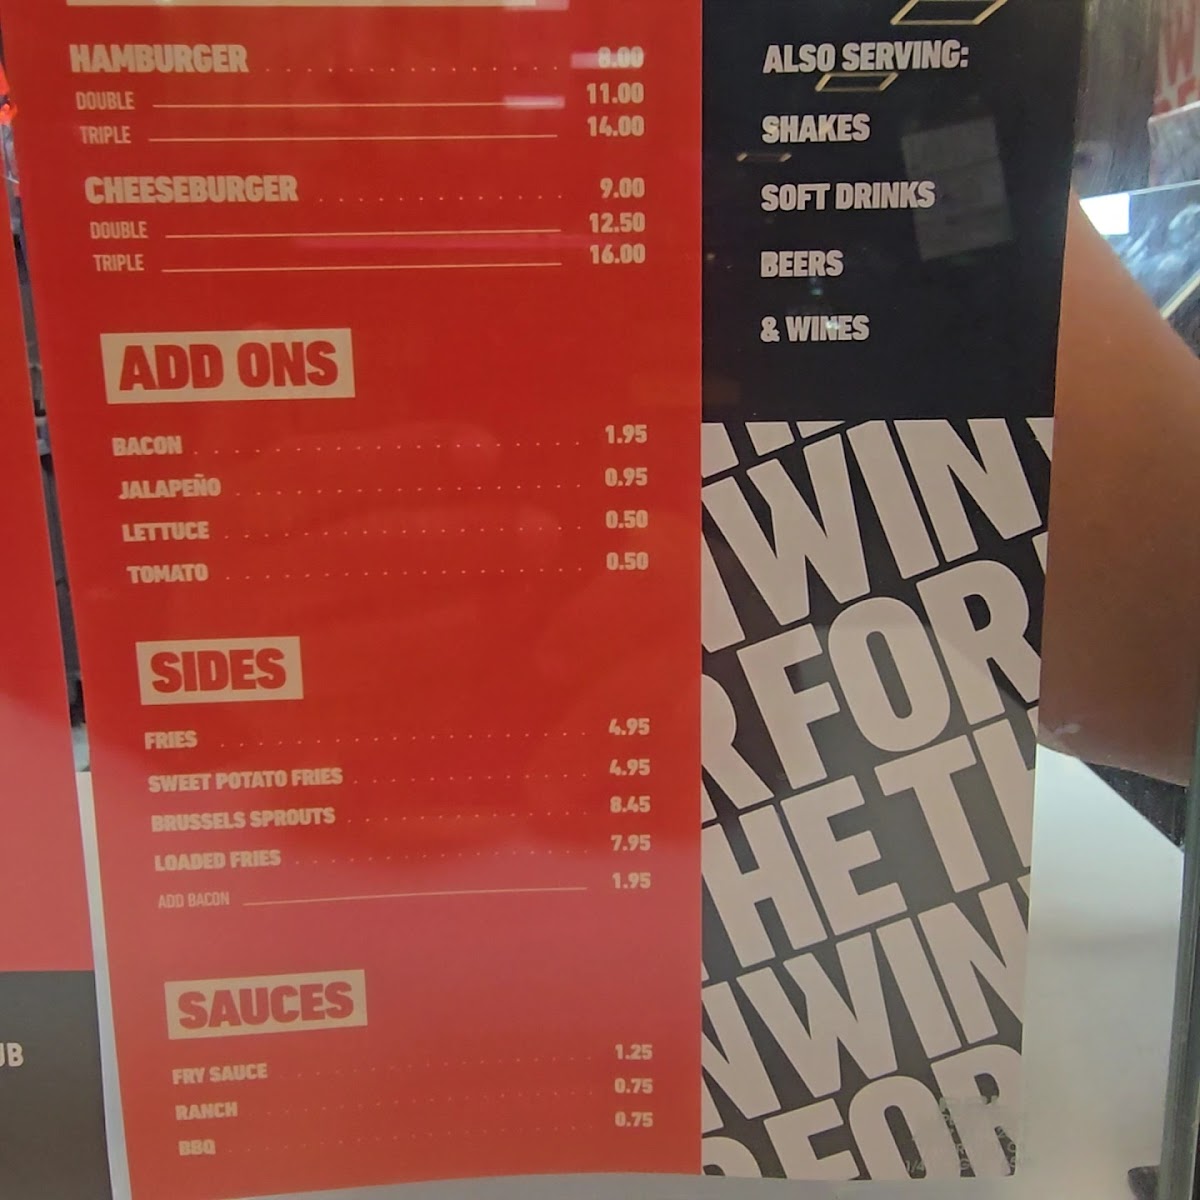 HAMBURGER 8.00
DOUBLE 11.00
TRIPLE 14.00
CHEESEBURGER 9.00
DOUBLE 12.50
TRIPLE 16.00
ADD ONS
BACON 1.95
JALAPEÑO 0.95
LETTUCE 0.50
TOMATO 0.50
SIDES
FRIES 4.95
SWEET POTATO FRIES 4.95
BRUSSELS SPROUTS 8.45
LOADED FRIES 7.95
ADD BACON 1.95
SAUCES
FRY SAUCE 1.25
RANCH 0.75
BBQ 0.75
ALSO SERVING:
SHAKES
SOFT DRINKS
BEERS
& WINES
WIN
FOR
THE
WIN
FOR
UB